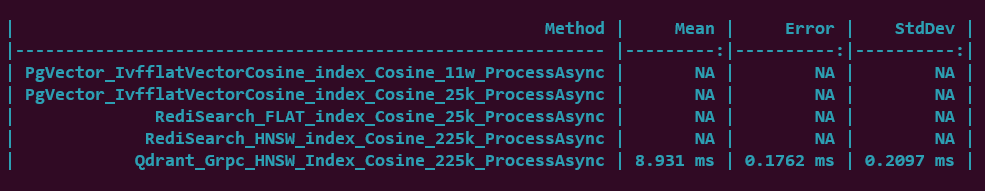 | Method | Mean | Error | StdDev |
|--------------------------------------------------------- |---------:|----------:|----------:|
| PgVector_IvfflatVectorCosine_index_Cosine_11w_ProcessAsync | NA | NA | NA |
| PgVector_IvfflatVectorCosine_index_Cosine_25k_ProcessAsync | NA | NA | NA |
| RediSearch_FLAT_index_Cosine_25k_ProcessAsync | NA | NA | NA |
| RediSearch_HNSW_index_Cosine_225k_ProcessAsync | NA | NA | NA |
| Qdrant_Grpc_HNSW_Index_Cosine_225k_ProcessAsync | 8.931 ms | 0.1762 ms | 0.2097 ms |